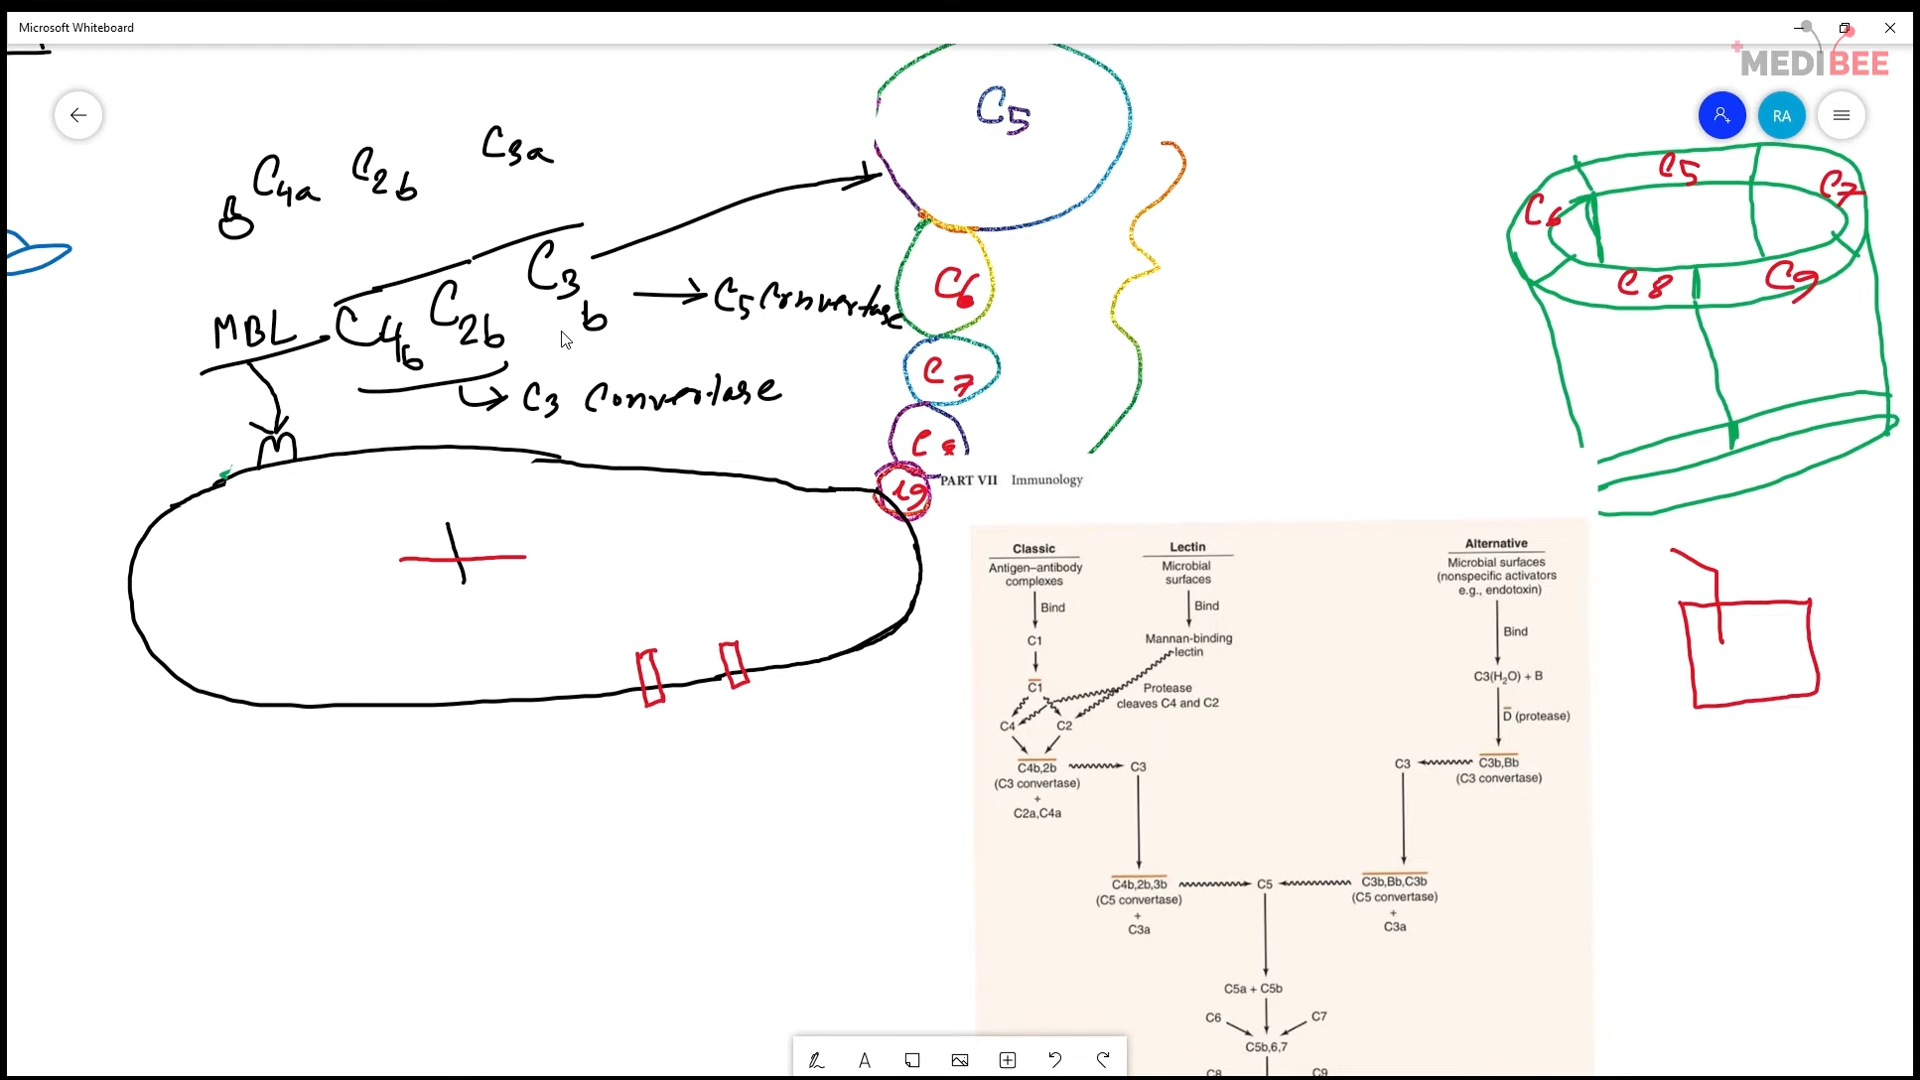 Microsoft Whiteboard
MEDIBEE
RA
C5
C4a C2b C3a
C3b
C4b C2b
MBL
→ C5 Convertase
C3 Convertase
M
C6
C7
C8
C9
C5
C6
C7
C8
C9
PART VII Immunology
Classic
Antigen–antibody
complexes
Bind
C1
C1
C4 C2
C4b,2b
(C3 convertase)
+
C2a,C4a
Lectin
Microbial
surfaces
Bind
Mannan-binding
lectin
Protease
cleaves C4 and C2
C3
C4b,2b,3b
(C5 convertase)
+
C3a
Alternative
Microbial surfaces
(nonspecific activators
e.g., endotoxin)
Bind
C3(H₂O) + B
D̅ (protease)
C3 C3b,Bb
(C3 convertase)
C3b,Bb,C3b
(C5 convertase)
+
C3a
C5
C5a + C5b
C6 C7
C5b,6,7
C8 C9
A